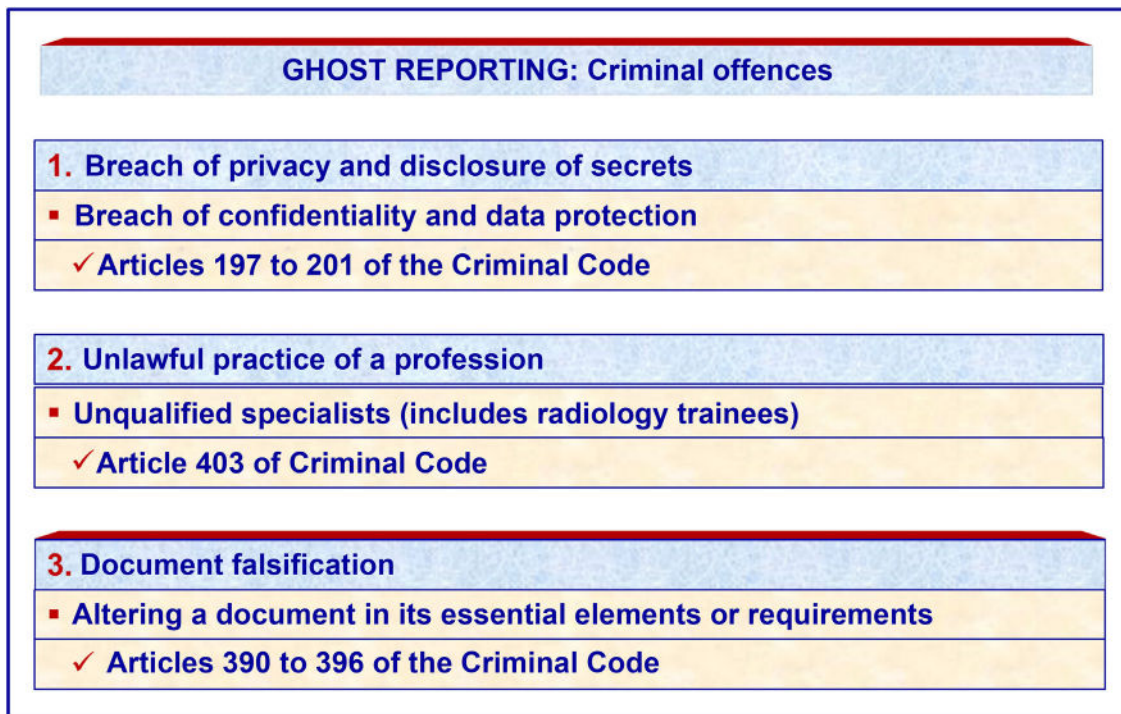 GHOST REPORTING: Criminal offences
1. Breach of privacy and disclosure of secrets
▪ Breach of confidentiality and data protection
✓ Articles 197 to 201 of the Criminal Code
2. Unlawful practice of a profession
▪ Unqualified specialists (includes radiology trainees)
✓ Article 403 of Criminal Code
3. Document falsification
▪ Altering a document in its essential elements or requirements
✓ Articles 390 to 396 of the Criminal Code